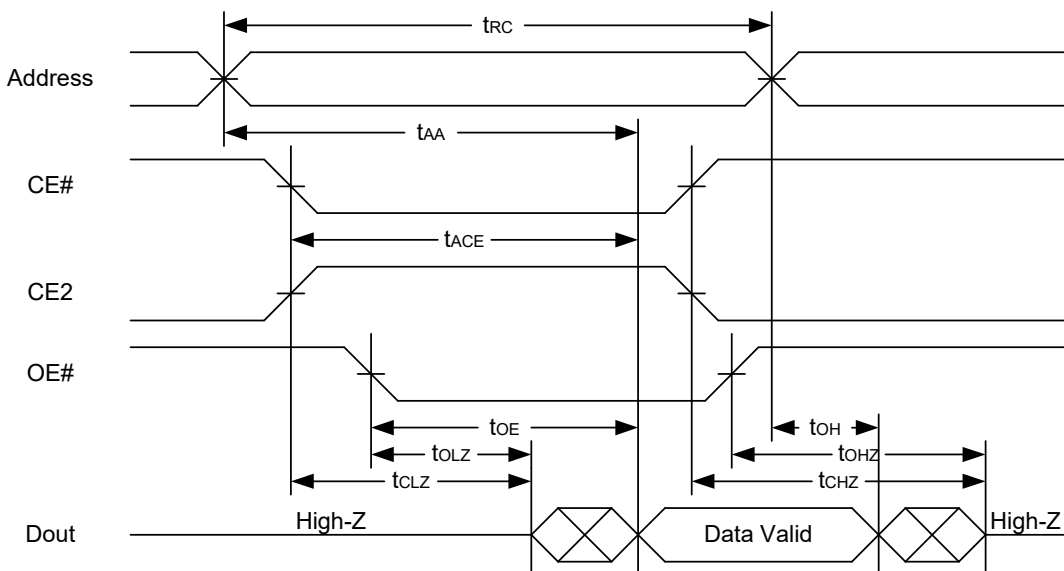 tRC
Address
tAA
CE#
tACE
CE2
OE#
tOE
tOH
tOLZ
tOHZ
tCLZ
tCHZ
High-Z
Dout
Data Valid
High-Z